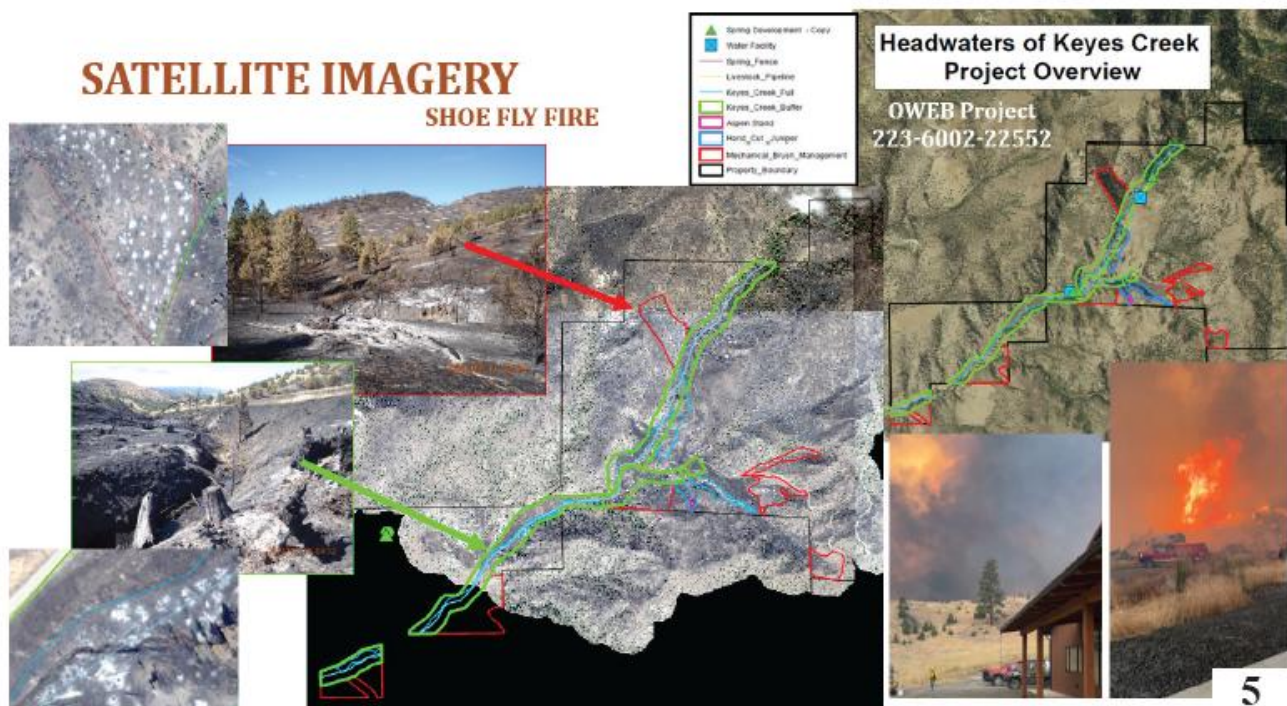 SATELLITE IMAGERY
SHOE FLY FIRE
Spring Development - Copy
Water Facility
Spring_Fence
Livestock_Pipeline
Keyes_Creek_Full
Keyes_Creek_Buffer
Aspen Stand
Hand_Cut_Juniper
Mechanical_Brush_Management
Property_Boundary
Headwaters of Keyes Creek
Project Overview
OWEB Project
223-6002-22552
5